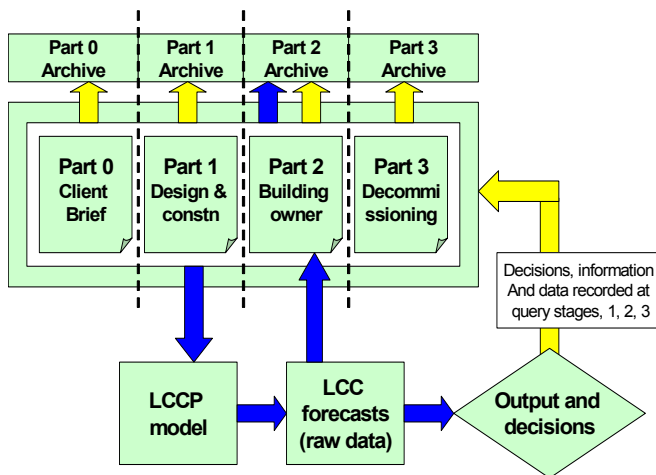 Part 0
Archive
Part 1
Archive
Part 2
Archive
Part 3
Archive
Part 0
Client
Brief
Part 1
Design &
constn
Part 2
Building
owner
Part 3
Decommi
ssioning
Decisions, information
And data recorded at
query stages, 1, 2, 3
LCCP
model
LCC
forecasts
(raw data)
Output and
decisions